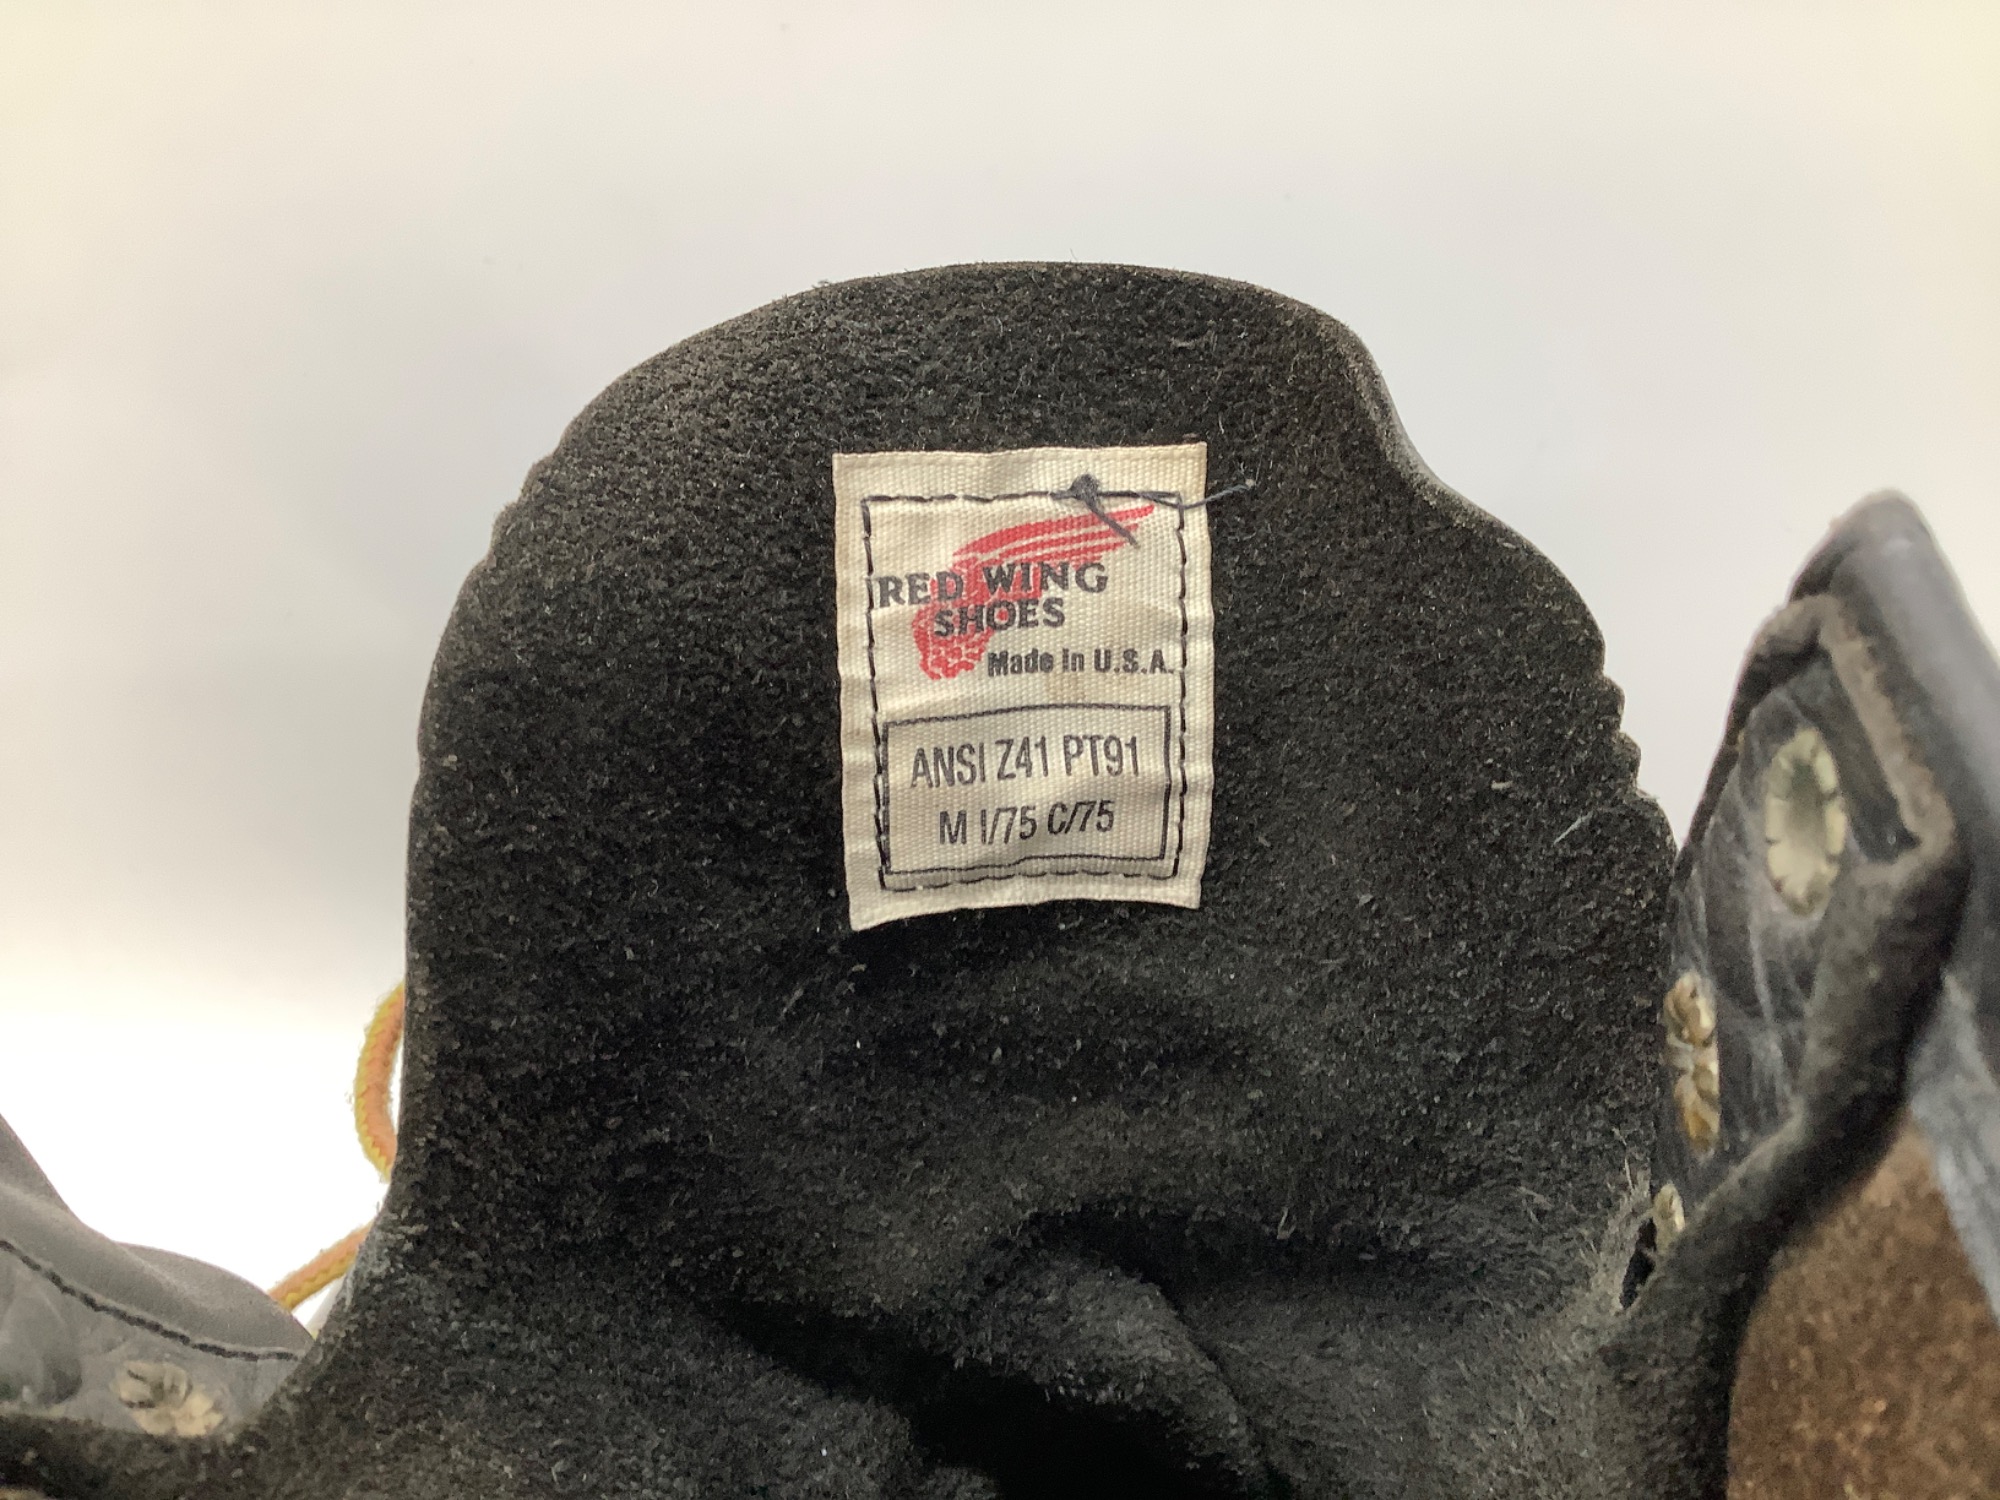 RED WING
SHOES
Made in U.S.A.
ANSI Z41 PT91
M I/75 C/75